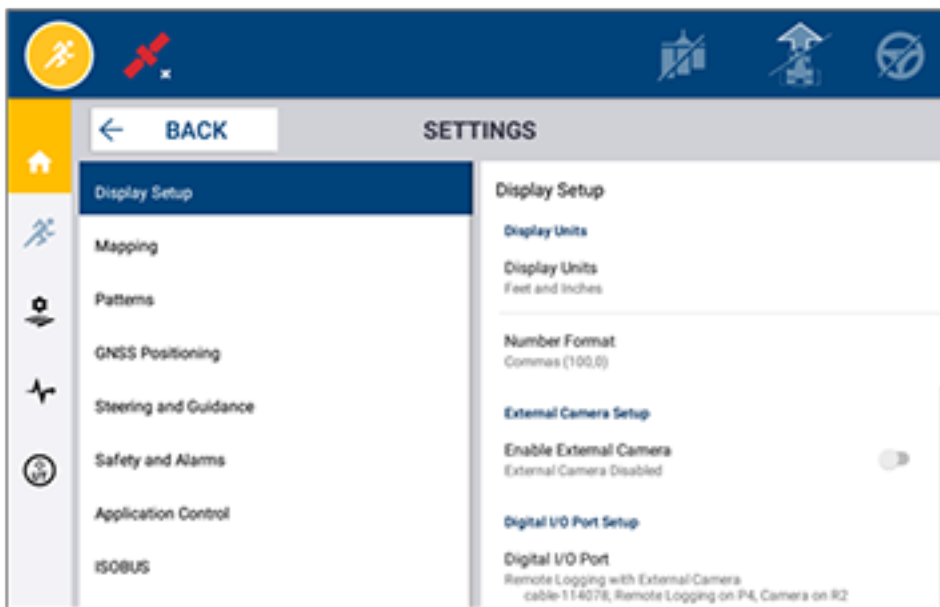 BACK
SETTINGS
Display Setup
Mapping
Patterns
GNSS Positioning
Steering and Guidance
Safety and Alarms
Application Control
ISOBUS
Display Setup
Display Units
Display Units
Feet and Inches
Number Format
Commas (100,0)
External Camera Setup
Enable External Camera
External Camera Disabled
Digital I/O Port Setup
Digital I/O Port
Remote Logging with External Camera
cable-114078, Remote Logging on P4, Camera on R2